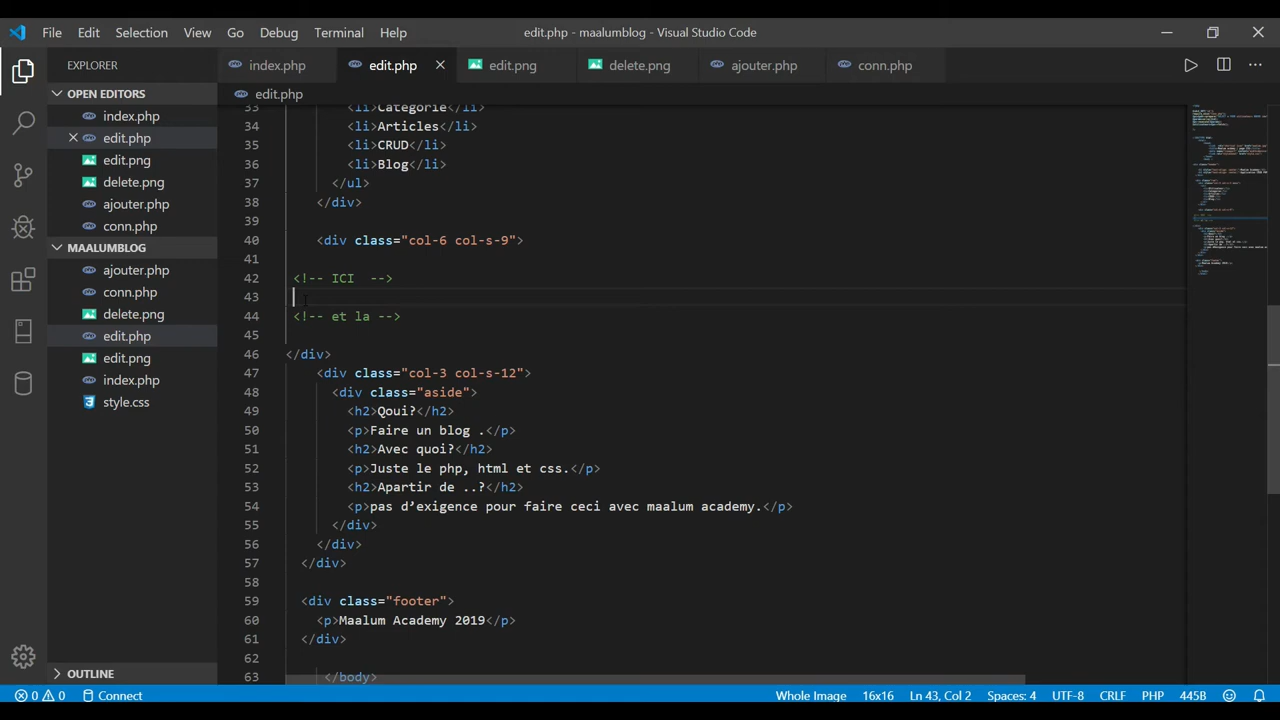 File Edit Selection View Go Debug Terminal Help edit.php - maalumblog - Visual Studio Code
EXPLORER index.php edit.php edit.png delete.png ajouter.php conn.php
OPEN EDITORS
index.php
edit.php
edit.png
delete.png
ajouter.php
conn.php
MAALUMBLOG
ajouter.php
conn.php
delete.png
edit.php
edit.png
index.php
style.css
OUTLINE
edit.php
33 <li>Categorie</li>
34 <li>Articles</li>
35 <li>CRUD</li>
36 <li>Blog</li>
37 </ul>
38 </div>
39
40 <div class="col-6 col-s-9">
41
42 <!-- ICI  -->
43
44 <!-- et la -->
45
46 </div>
47 <div class="col-3 col-s-12">
48 <div class="aside">
49 <h2>Qoui?</h2>
50 <p>Faire un blog .</p>
51 <h2>Avec quoi?</h2>
52 <p>Juste le php, html et css.</p>
53 <h2>Apartir de ..?</h2>
54 <p>pas d’exigence pour faire ceci avec maalum academy.</p>
55 </div>
56 </div>
57 </div>
58
59 <div class="footer">
60 <p>Maalum Academy 2019</p>
61 </div>
62
63 </body>
0 0 Connect Whole Image 16x16 Ln 43, Col 2 Spaces: 4 UTF-8 CRLF PHP 445B